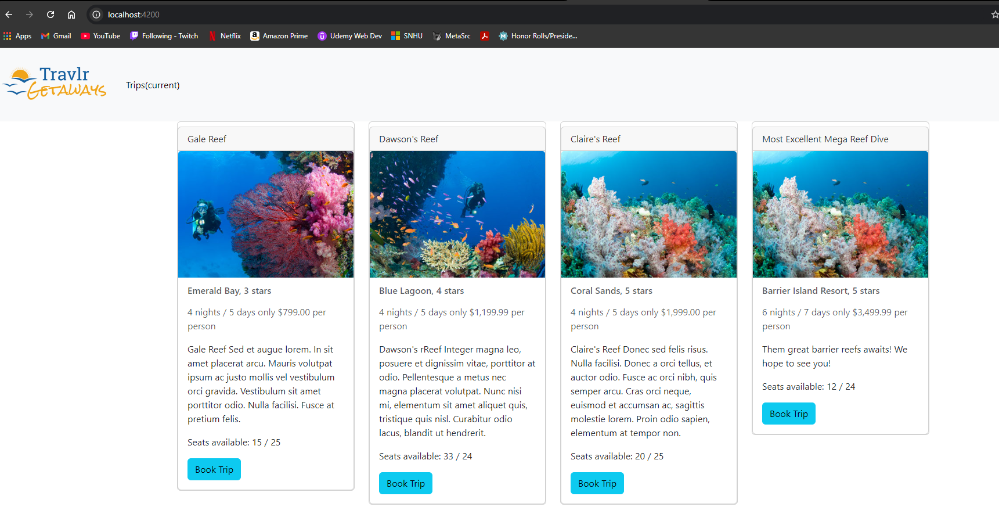 localhost:4200
Apps Gmail YouTube Following - Twitch Netflix Amazon Prime Udemy Web Dev SNHU MetaSrc Honor Rolls/Preside...
Travlr
Getaways
Trips(current)
Gale Reef
Emerald Bay, 3 stars
4 nights / 5 days only $799.00 per
person
Gale Reef Sed et augue lorem. In sit
amet placerat arcu. Mauris volutpat
ipsum ac justo mollis vel vestibulum
orci gravida. Vestibulum sit amet
porttitor odio. Nulla facilisi. Fusce at
pretium felis.
Seats available: 15 / 25
Book Trip
Dawson's Reef
Blue Lagoon, 4 stars
4 nights / 5 days only $1,199.99 per
person
Dawson's rReef Integer magna leo,
posuere et dignissim vitae, porttitor at
odio. Pellentesque a metus nec
magna placerat volutpat. Nunc nisi
mi, elementum sit amet aliquet quis,
tristique quis nisl. Curabitur odio
lacus, blandit ut hendrerit.
Seats available: 33 / 24
Book Trip
Claire's Reef
Coral Sands, 5 stars
4 nights / 5 days only $1,999.00 per
person
Claire's Reef Donec sed felis risus.
Nulla facilisi. Donec a orci tellus, et
auctor odio. Fusce ac orci nibh, quis
semper arcu. Cras orci neque,
euismod et accumsan ac, sagittis
molestie lorem. Proin odio sapien,
elementum at tempor non.
Seats available: 20 / 25
Book Trip
Most Excellent Mega Reef Dive
Barrier Island Resort, 5 stars
6 nights / 7 days only $3,499.99 per
person
Them great barrier reefs awaits! We
hope to see you!
Seats available: 12 / 24
Book Trip